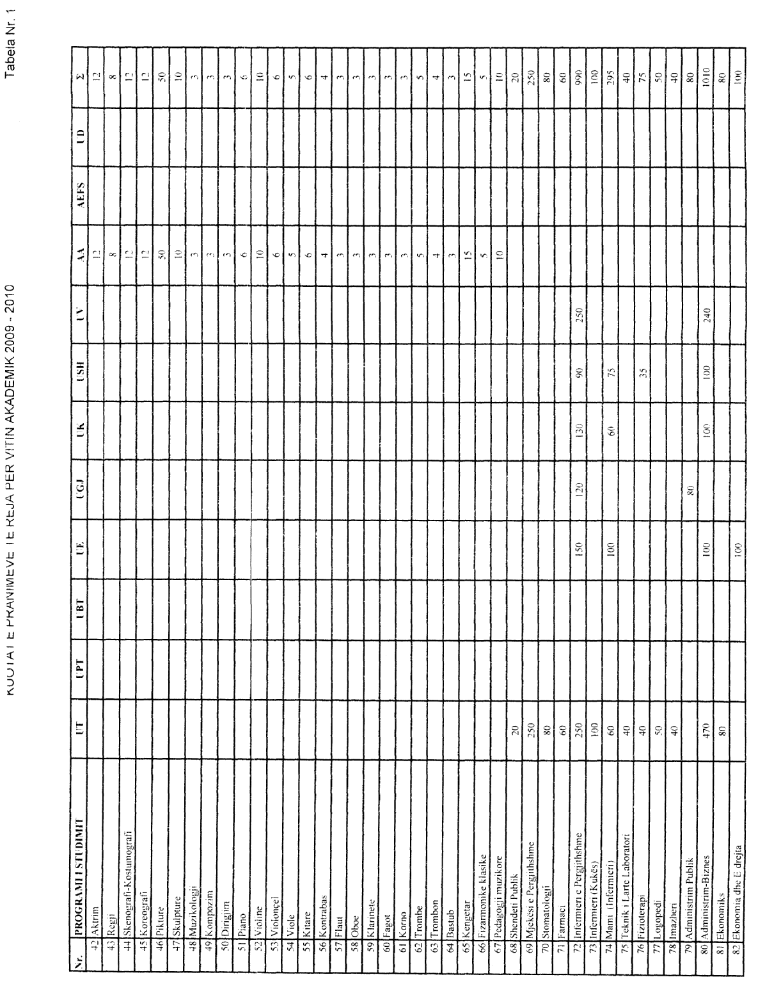 Tabela Nr. 1
KUOTAT E PRANIMEVE TE REJA PER VITIN AKADEMIK 2009 - 2010
Nr. PROGRAMI I STUDIMIT UT UPT UBT UE UGJ UK USH UV AA AEFS UD Σ
42 Aktrim 12 12
43 Regji 8 8
44 Skenografi-Kostumografi 12 12
45 Koreografi 12 12
46 Pikture 50 50
47 Skulpture 10 10
48 Muzikologji 3 3
49 Kompozim 3 3
50 Dirigjim 3 3
51 Piano 6 6
52 Violine 10 10
53 Violonçel 6 6
54 Viole 5 5
55 Kitare 6 6
56 Kontrabas 4 4
57 Flaut 3 3
58 Oboe 3 3
59 Klarinete 3 3
60 Fagot 3 3
61 Korno 3 3
62 Trombe 5 5
63 Trombon 4 4
64 Bastub 3 3
65 Kengetar 15 15
66 Fizarmonike klasike 5 5
67 Pedagogji muzikore 10 10
68 Shendeti Publik 20 20
69 Mjekësi e Pergjithshme 250 250
70 Stomatologji 80 80
71 Farmaci 60 60
72 Infermieri e Pergjithshme 250 150 120 130 90 250 990
73 Infermieri (Kukës) 100 100
74 Mami (Infermieri) 60 100 60 75 295
75 Teknik i Larte Laboratori 40 40
76 Fizioterapi 40 35 75
77 Logopedi 50 50
78 Imazheri 40 40
79 Administrim Publik 80 80
80 Administrim-Biznes 470 100 100 100 240 1010
81 Ekonomiks 80 80
82 Ekonomia dhe E drejta 100 100